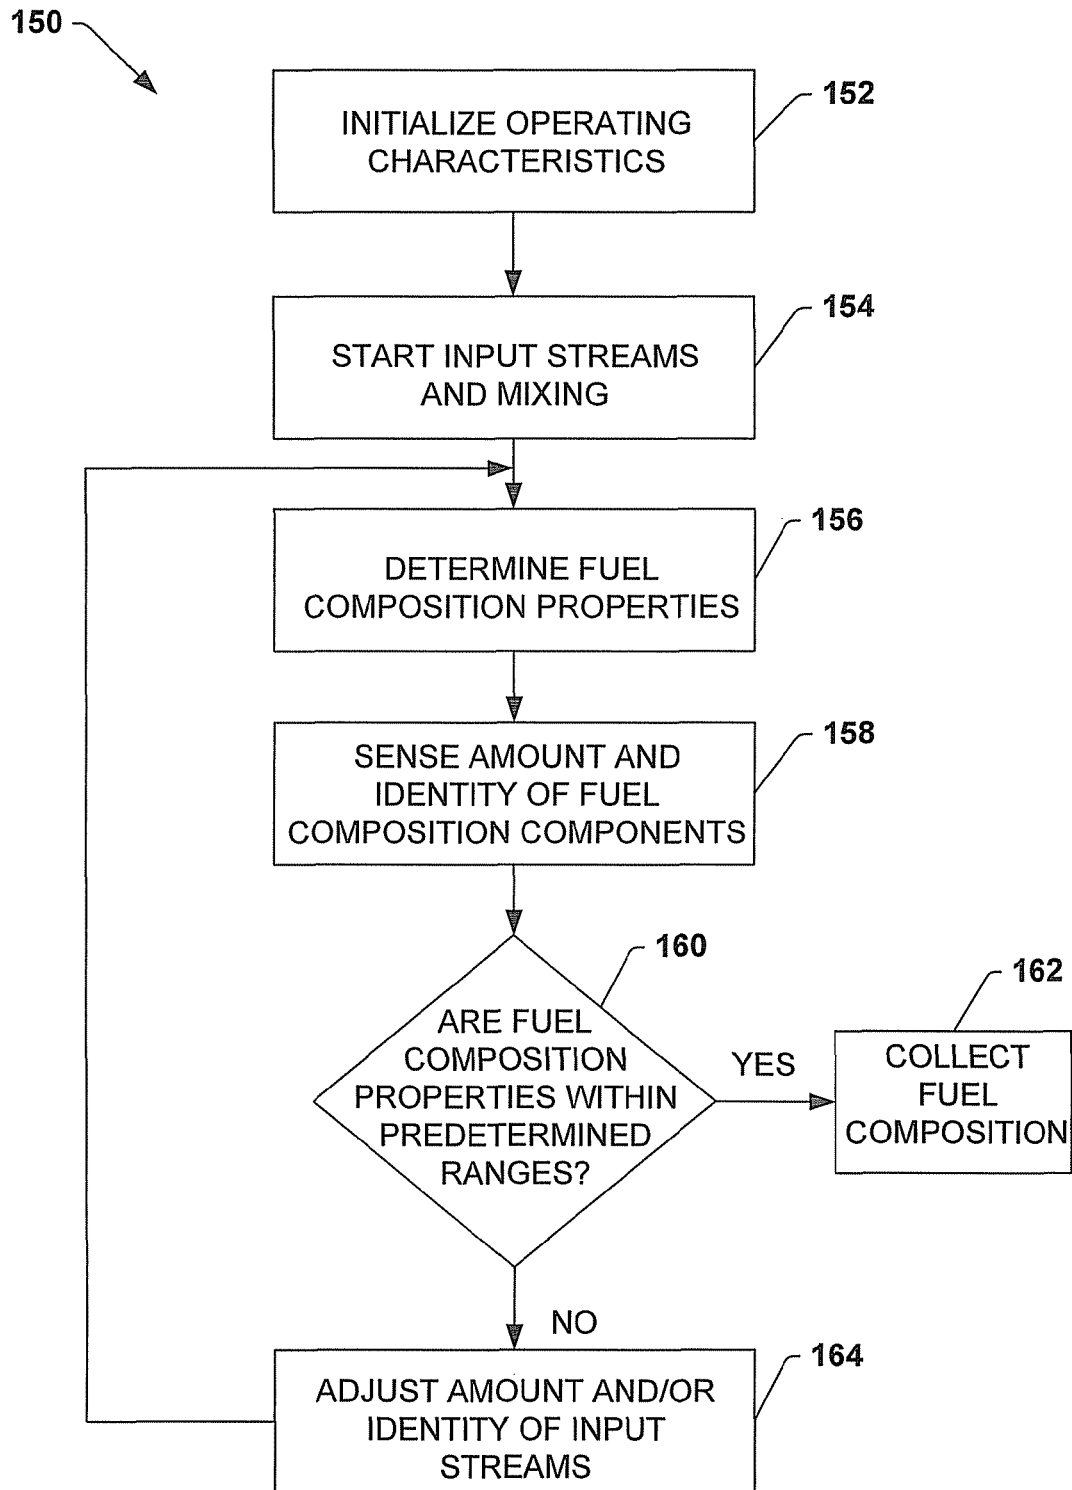 150
152
INITIALIZE OPERATING
CHARACTERISTICS
154
START INPUT STREAMS
AND MIXING
156
DETERMINE FUEL
COMPOSITION PROPERTIES
158
SENSE AMOUNT AND
IDENTITY OF FUEL
COMPOSITION COMPONENTS
160
ARE FUEL
COMPOSITION
PROPERTIES WITHIN
PREDETERMINED
RANGES?
YES
162
COLLECT
FUEL
COMPOSITION
NO
164
ADJUST AMOUNT AND/OR
IDENTITY OF INPUT
STREAMS